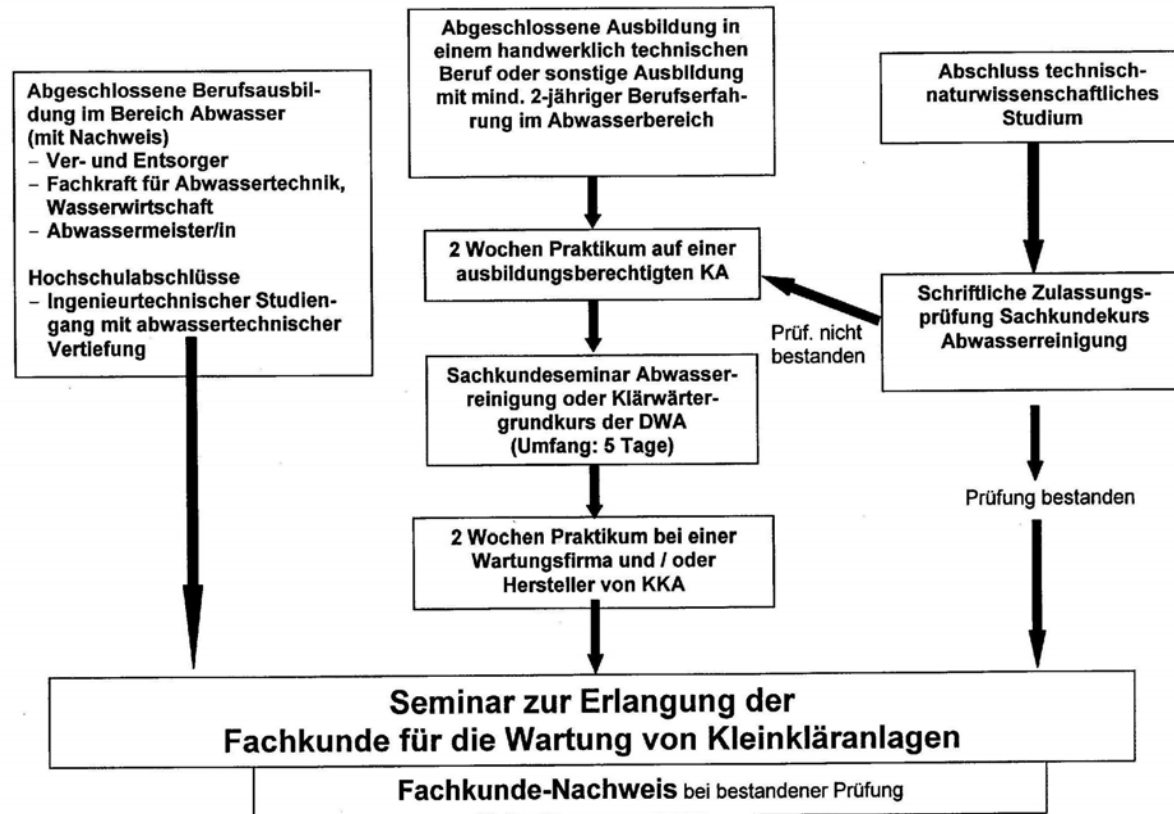 Abgeschlossene Berufsausbil-
dung im Bereich Abwasser
(mit Nachweis)
– Ver- und Entsorger
– Fachkraft für Abwassertechnik,
Wasserwirtschaft
– Abwassermeister/in
Hochschulabschlüsse
– Ingenieurtechnischer Studien-
gang mit abwassertechnischer
Vertiefung
Abgeschlossene Ausbildung in
einem handwerklich technischen
Beruf oder sonstige Ausbildung
mit mind. 2-jähriger Berufserfah-
rung im Abwasserbereich
2 Wochen Praktikum auf einer
ausbildungsberechtigten KA
Sachkundeseminar Abwasser-
reinigung oder Klärwärter-
grundkurs der DWA
(Umfang: 5 Tage)
2 Wochen Praktikum bei einer
Wartungsfirma und / oder
Hersteller von KKA
Abschluss technisch-
naturwissenschaftliches
Studium
Schriftliche Zulassungs-
prüfung Sachkundekurs
Abwasserreinigung
Prüf. nicht
bestanden
Prüfung bestanden
Seminar zur Erlangung der
Fachkunde für die Wartung von Kleinkläranlagen
Fachkunde-Nachweis bei bestandener Prüfung